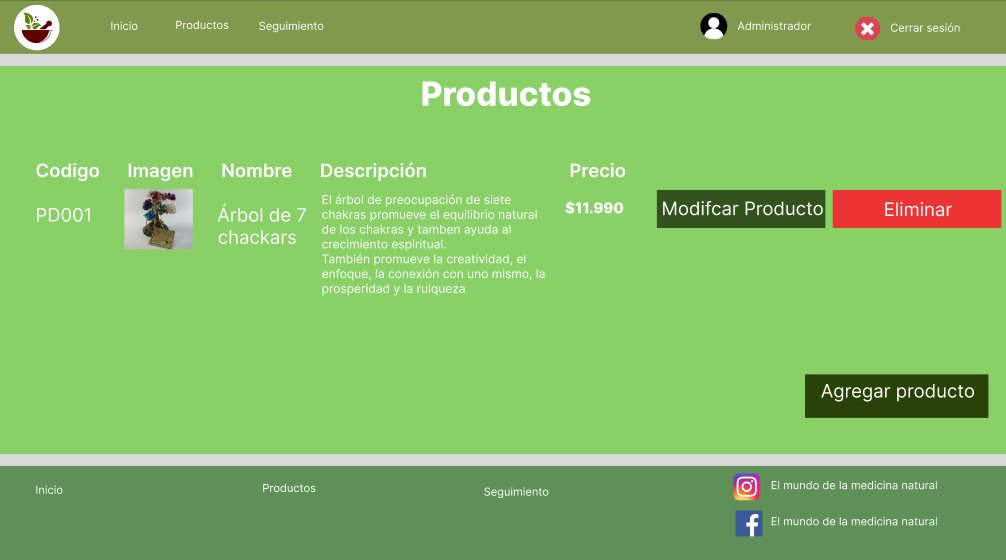 Inicio
Productos
Seguimiento
Administrador
Cerrar sesión
Productos
Codigo
Imagen
Nombre
Descripción
Precio
PD001
Árbol de 7
chackars
El árbol de preocupación de siete
chakras promueve el equilibrio natural
de los chakras y tamben ayuda al
crecimiento espiritual.
También promueve la creatividad, el
enfoque, la conexión con uno mismo, la
prosperidad y la ruiqueza
$11.990
Modifcar Producto
Eliminar
Agregar producto
Inicio
Productos
Seguimiento
El mundo de la medicina natural
El mundo de la medicina natural